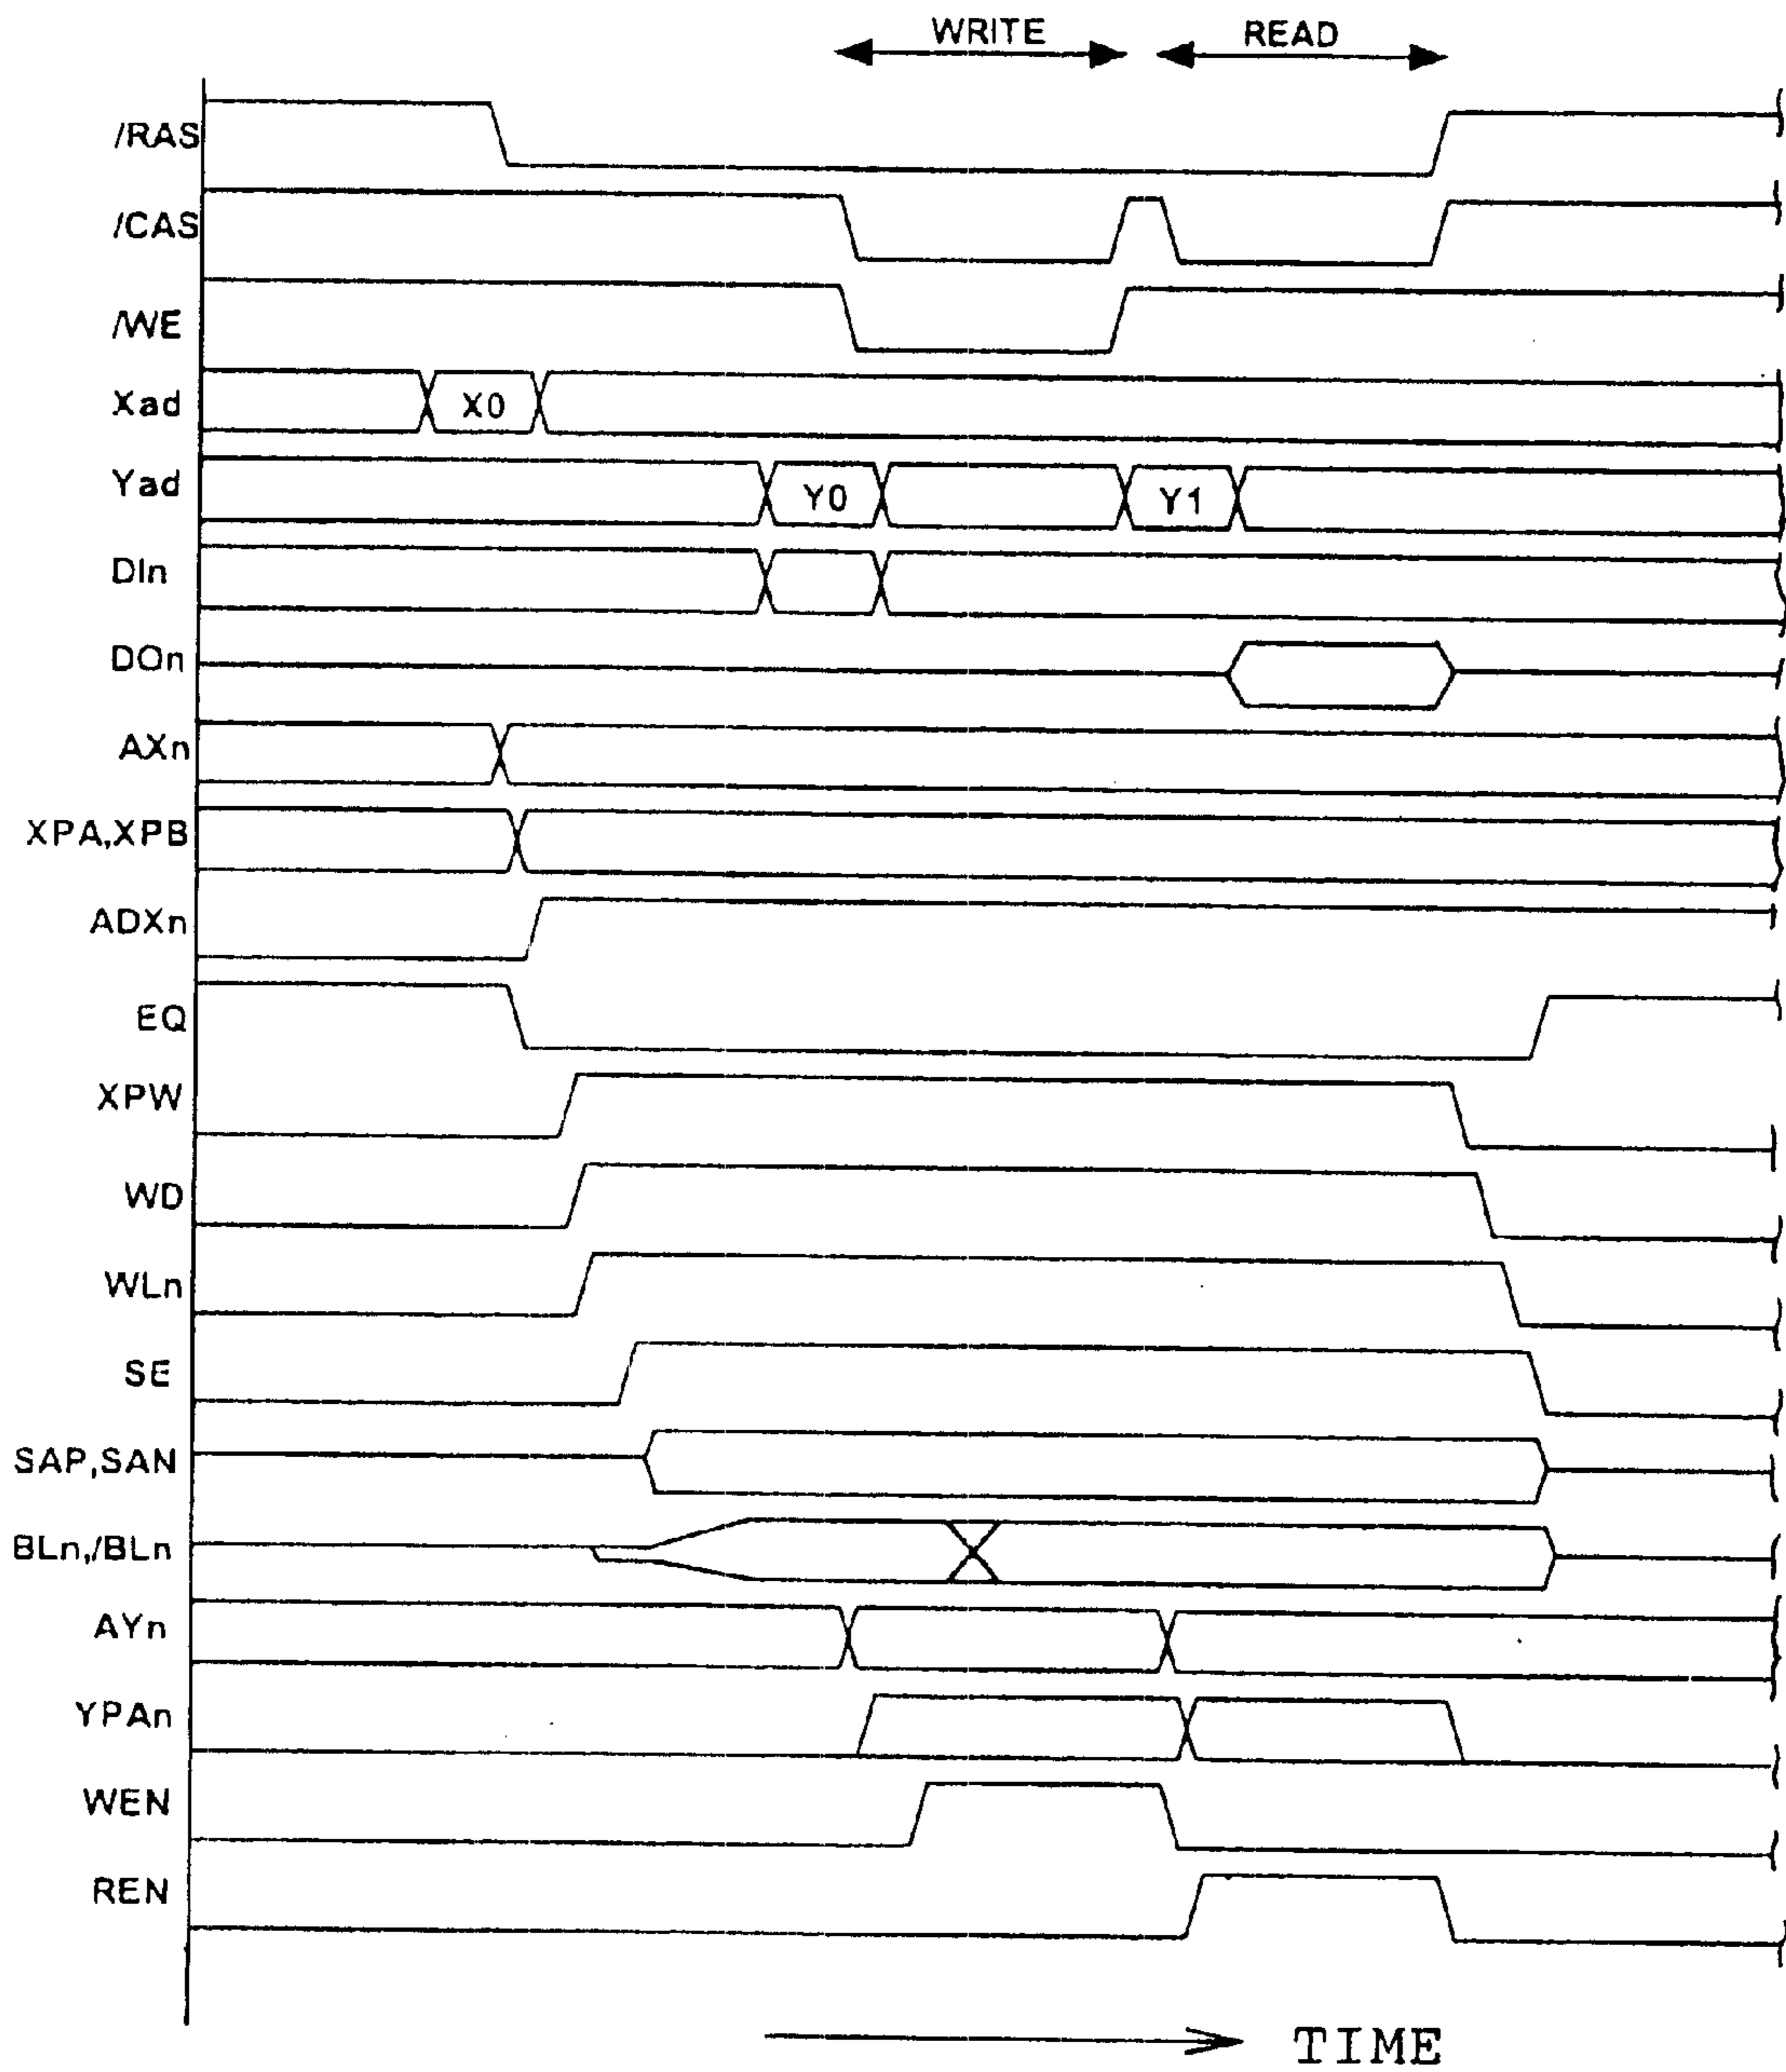 WRITE READ
/RAS
/CAS
/WE
Xad X0
Yad Y0 Y1
DIn
DOn
AXn
XPA,XPB
ADXn
EQ
XPW
WD
WLn
SE
SAP,SAN
BLn,/BLn
AYn
YPAn
WEN
REN
TIME